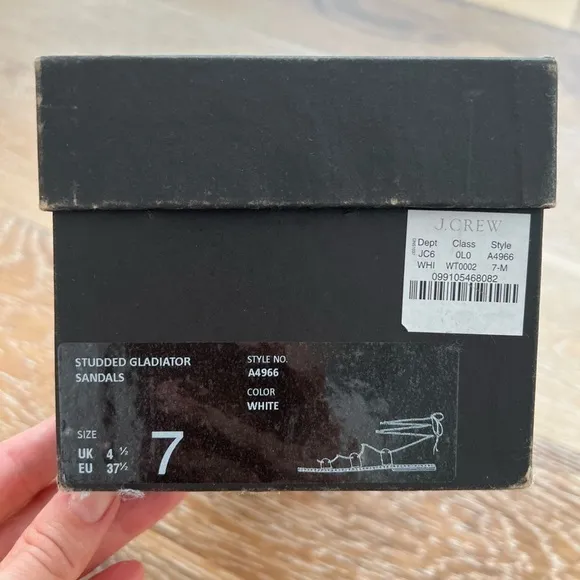 J.CREW
Dept Class Style
JC6 0L0 A4966
WHI WT0002 7-M
099105468082
STUDDED GLADIATOR
SANDALS
STYLE NO.
A4966
COLOR
WHITE
SIZE
UK 4 ½
EU 37½
7